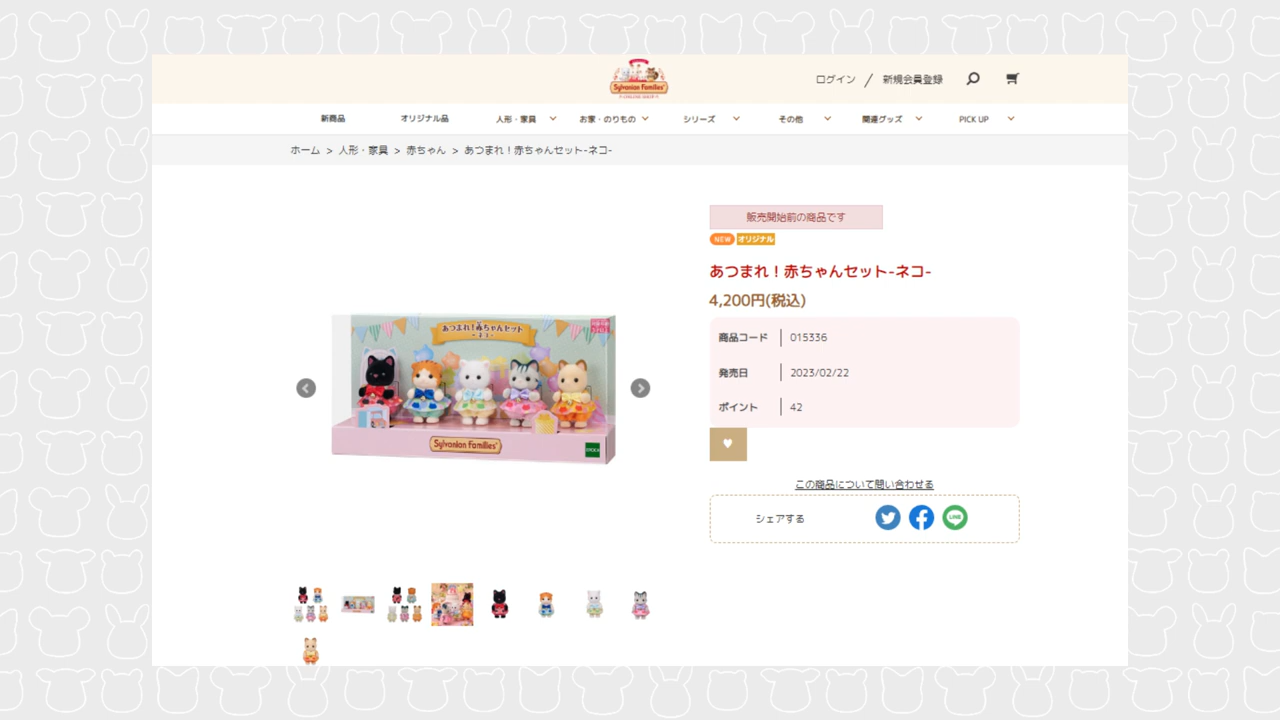 Sylvanian Families
ログイン / 新規会員登録
新商品 オリジナル品 人形・家具 お家・のりもの シリーズ その他 関連グッズ PICK UP
ホーム > 人形・家具 > 赤ちゃん > あつまれ！赤ちゃんセット-ネコ-
販売開始前の商品です
NEW オリジナル
あつまれ！赤ちゃんセット-ネコ-
4,200円(税込)
商品コード 015336
発売日 2023/02/22
ポイント 42
あつまれ！赤ちゃんセット
-ネコ-
Sylvanian Families
EPOCH
この商品について問い合わせる
シェアする
LINE